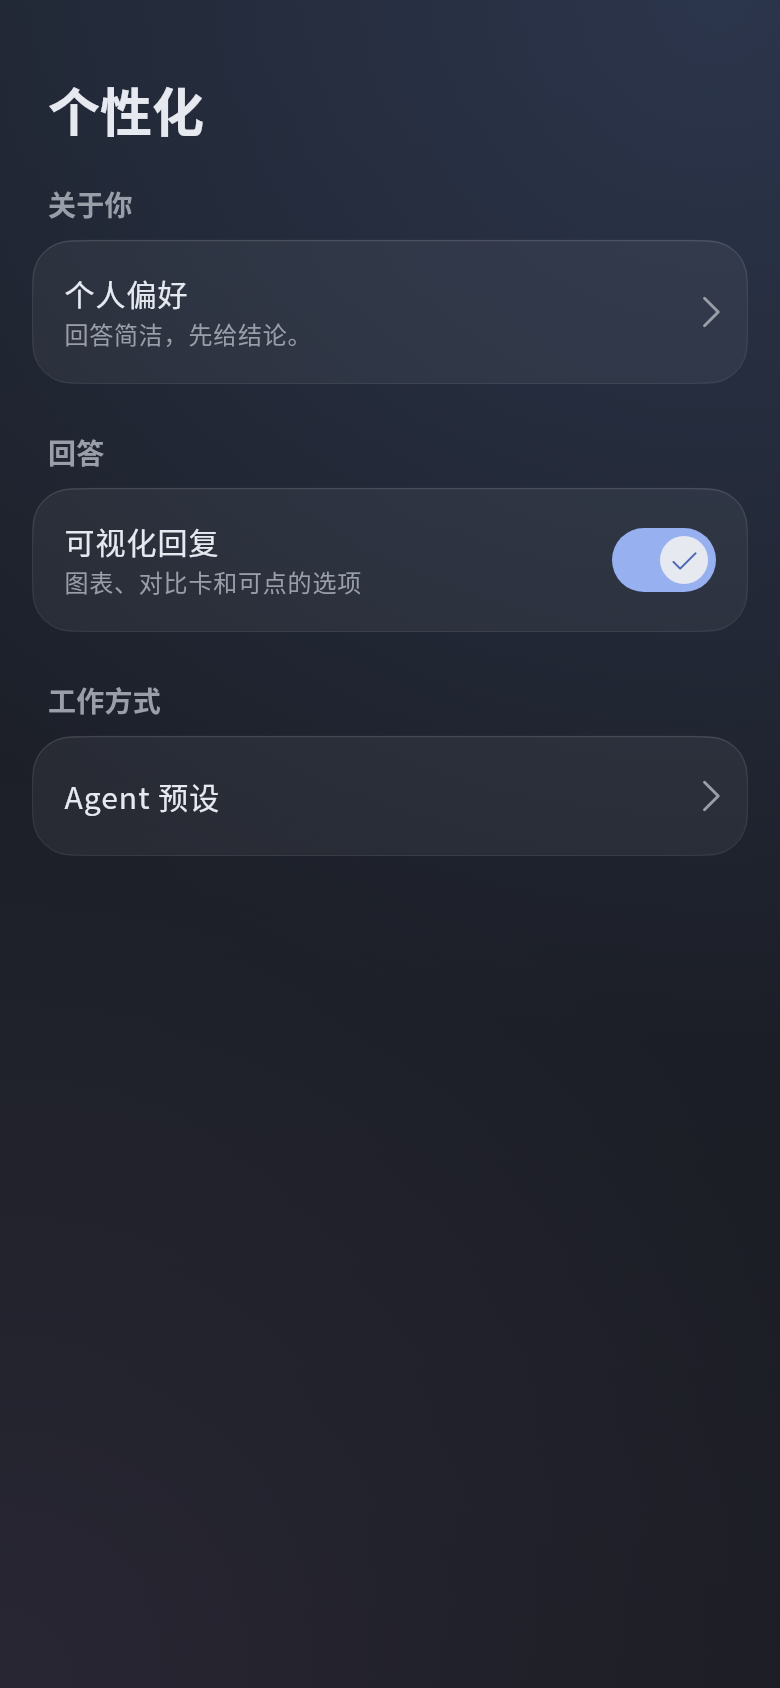 个性化
关于你
个人偏好
回答简洁，先给结论。
回答
可视化回复
图表、对比卡和可点的选项
工作方式
Agent 预设